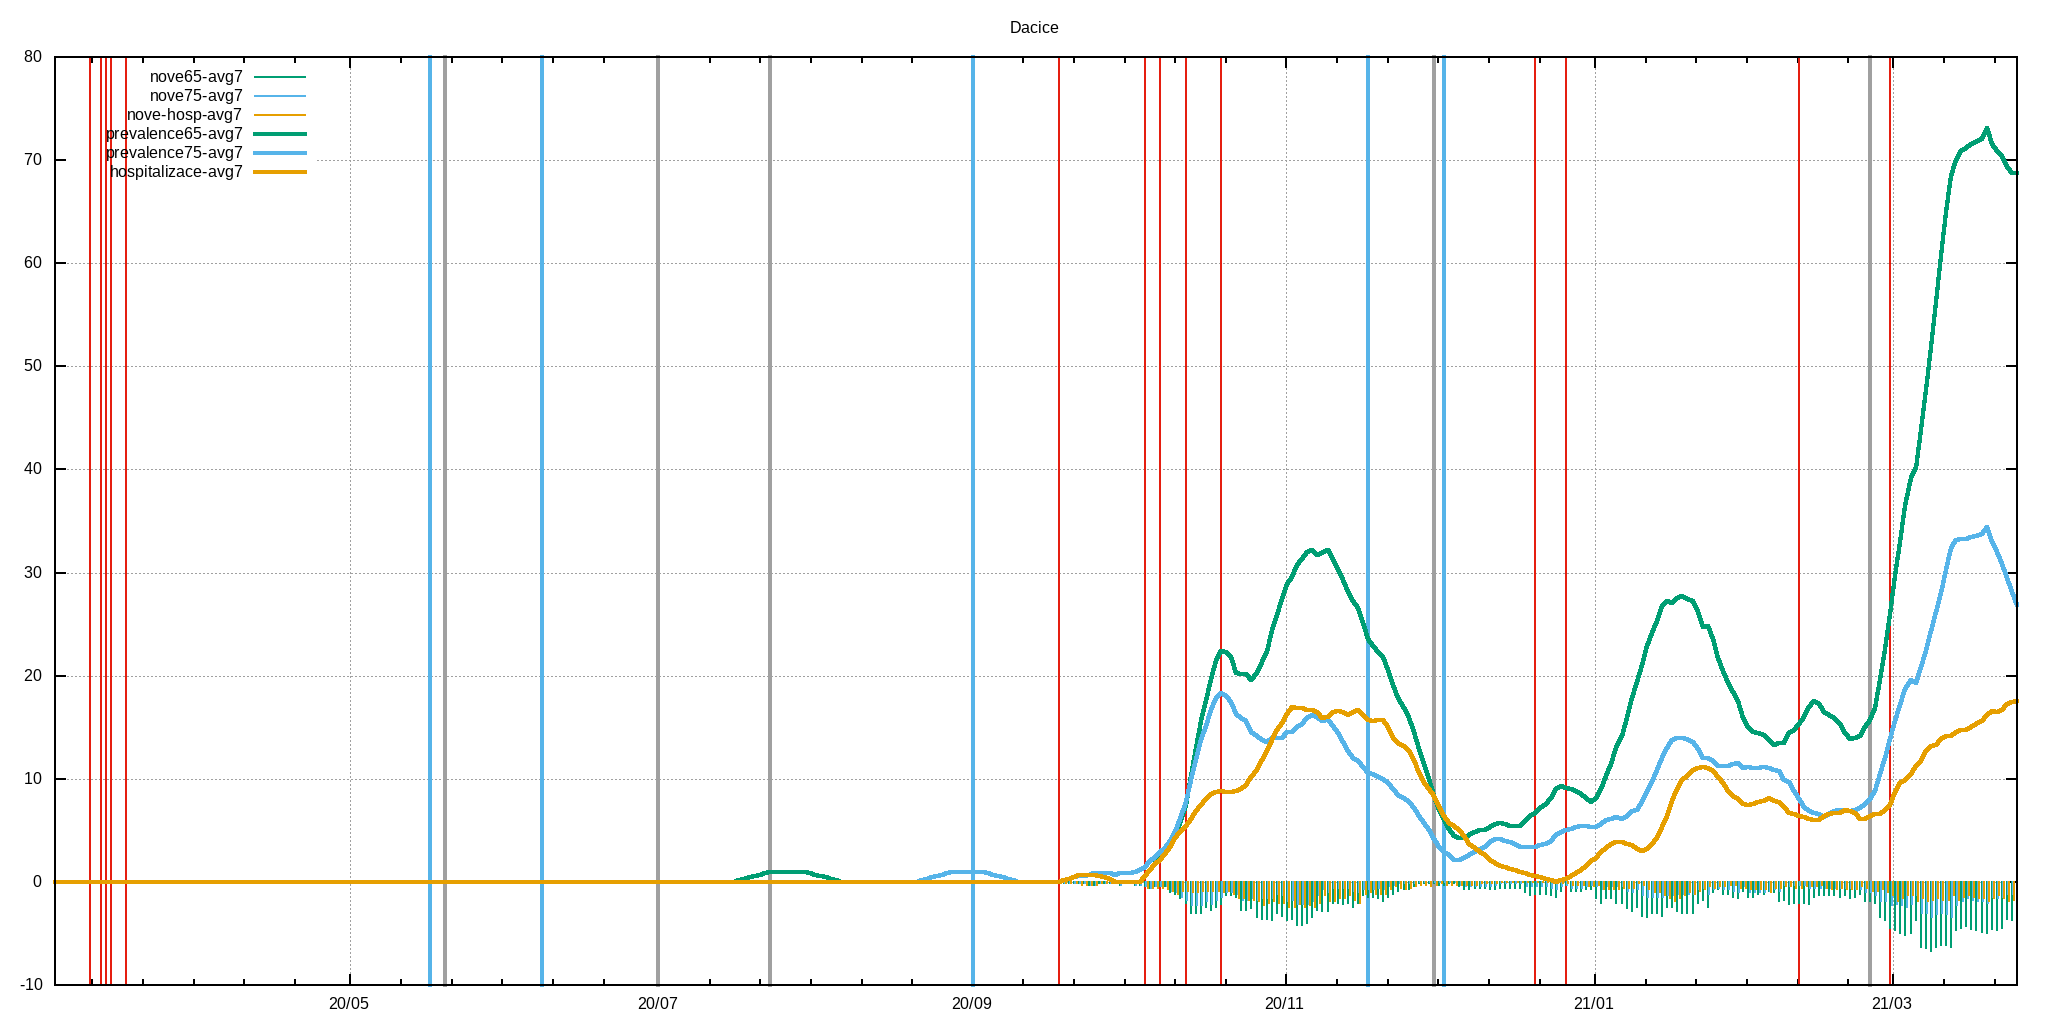 Dacice
80
nove65-avg7
nove75-avg7
nove-hosp-avg7
prevalence65-avg7
prevalence75-avg7
hospitalizace-avg7
70
60
50
40
30
20
10
0
-10
20/05 20/07 20/09 20/11 21/01 21/03